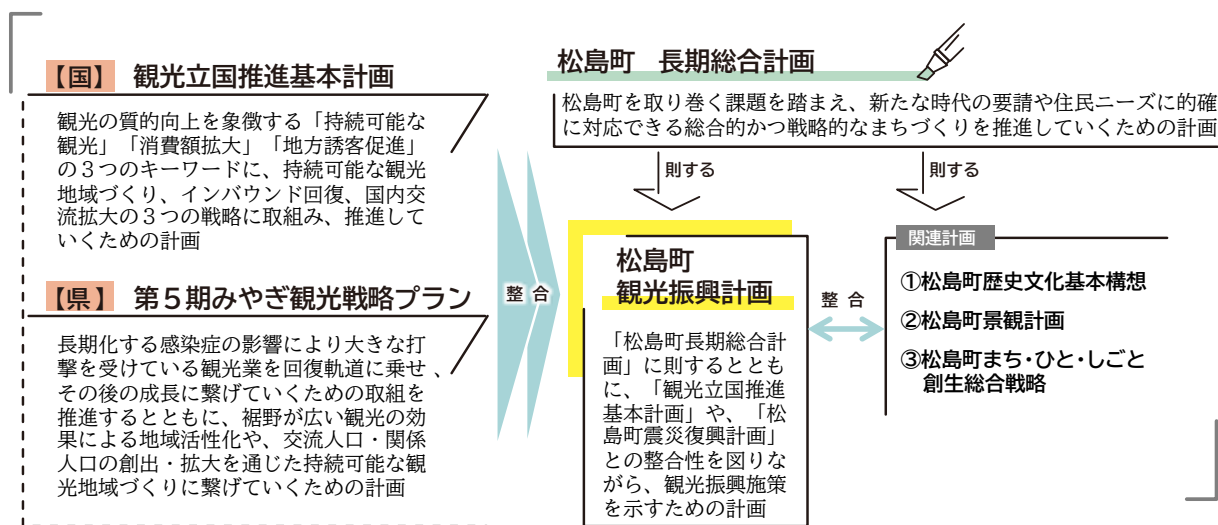 【国】 観光立国推進基本計画
観光の質的向上を象徴する「持続可能な
観光」「消費額拡大」「地方誘客促進」
の３つのキーワードに、持続可能な観光
地域づくり、インバウンド回復、国内交
流拡大の３つの戦略に取組み、推進して
いくための計画
【県】 第５期みやぎ観光戦略プラン
長期化する感染症の影響により大きな打
撃を受けている観光業を回復軌道に乗せ、
その後の成長に繋げていくための取組を
推進するとともに、裾野が広い観光の効
果による地域活性化や、交流人口・関係
人口の創出・拡大を通じた持続可能な観
光地域づくりに繋げていくための計画
整 合
松島町 長期総合計画
松島町を取り巻く課題を踏まえ、新たな時代の要請や住民ニーズに的確
に対応できる総合的かつ戦略的なまちづくりを推進していくための計画
則する
則する
松島町
観光振興計画
「松島町長期総合計
画」に則するととも
に、「観光立国推進
基本計画」や、「松
島町震災復興計画」
との整合性を図りな
がら、観光振興施策
を示すための計画
整 合
関連計画
①松島町歴史文化基本構想
②松島町景観計画
③松島町まち・ひと・しごと
創生総合戦略